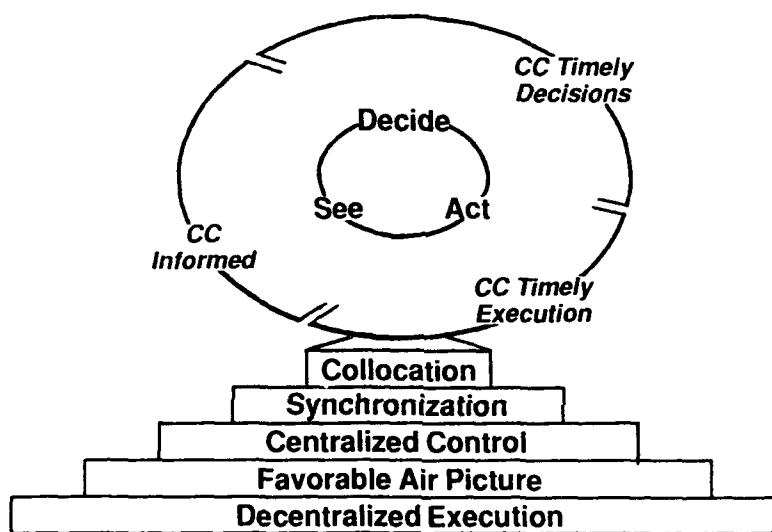 CC Timely
Decisions
Decide
See Act
CC
Informed
CC Timely
Execution
Collocation
Synchronization
Centralized Control
Favorable Air Picture
Decentralized Execution